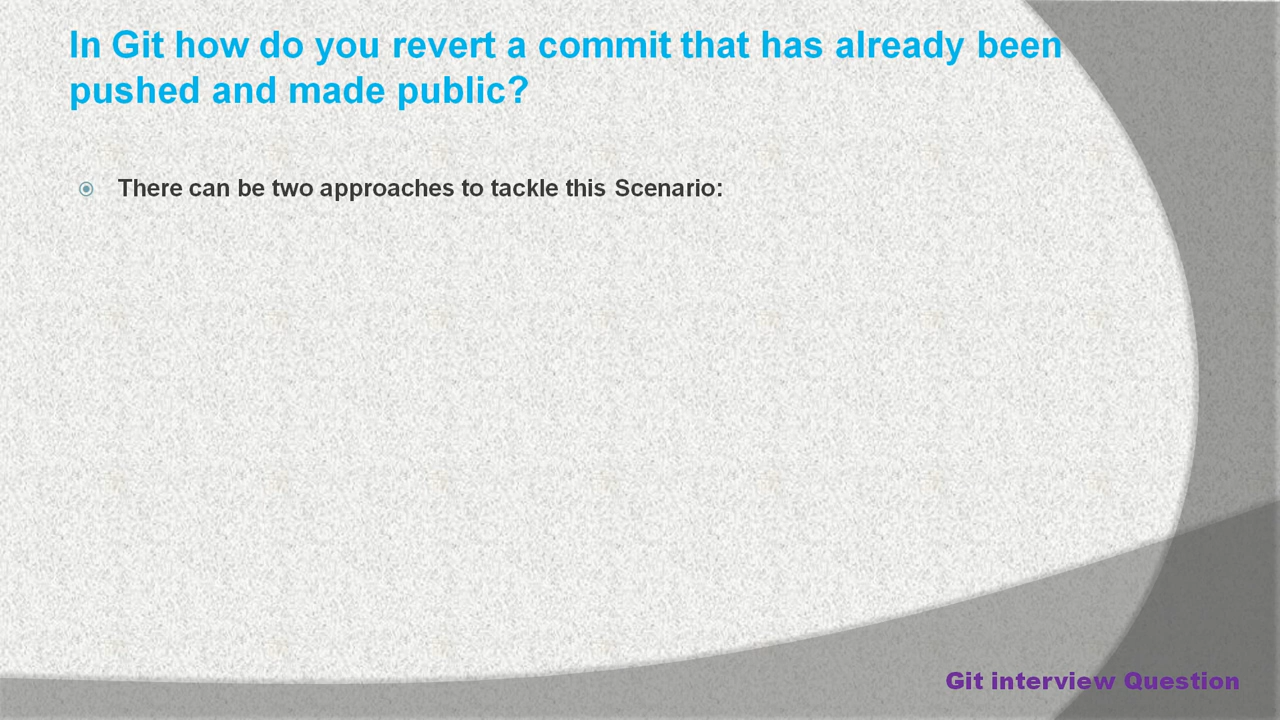 In Git how do you revert a commit that has already been
pushed and made public?
There can be two approaches to tackle this Scenario:
Git interview Question